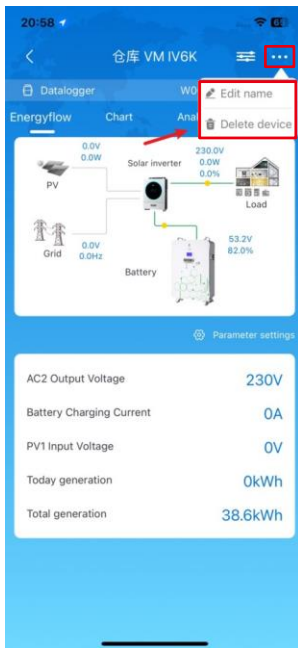 20:58
仓库 VM IV6K
Datalogger
W0
Edit name
Delete device
Energyflow
Chart
Ana
0.0V
0.0W
PV
Solar inverter
230.0V
0.0W
0.0%
Load
Grid
0.0V
0.0Hz
Battery
53.2V
82.0%
Parameter settings
AC2 Output Voltage
230V
Battery Charging Current
0A
PV1 Input Voltage
0V
Today generation
0kWh
Total generation
38.6kWh